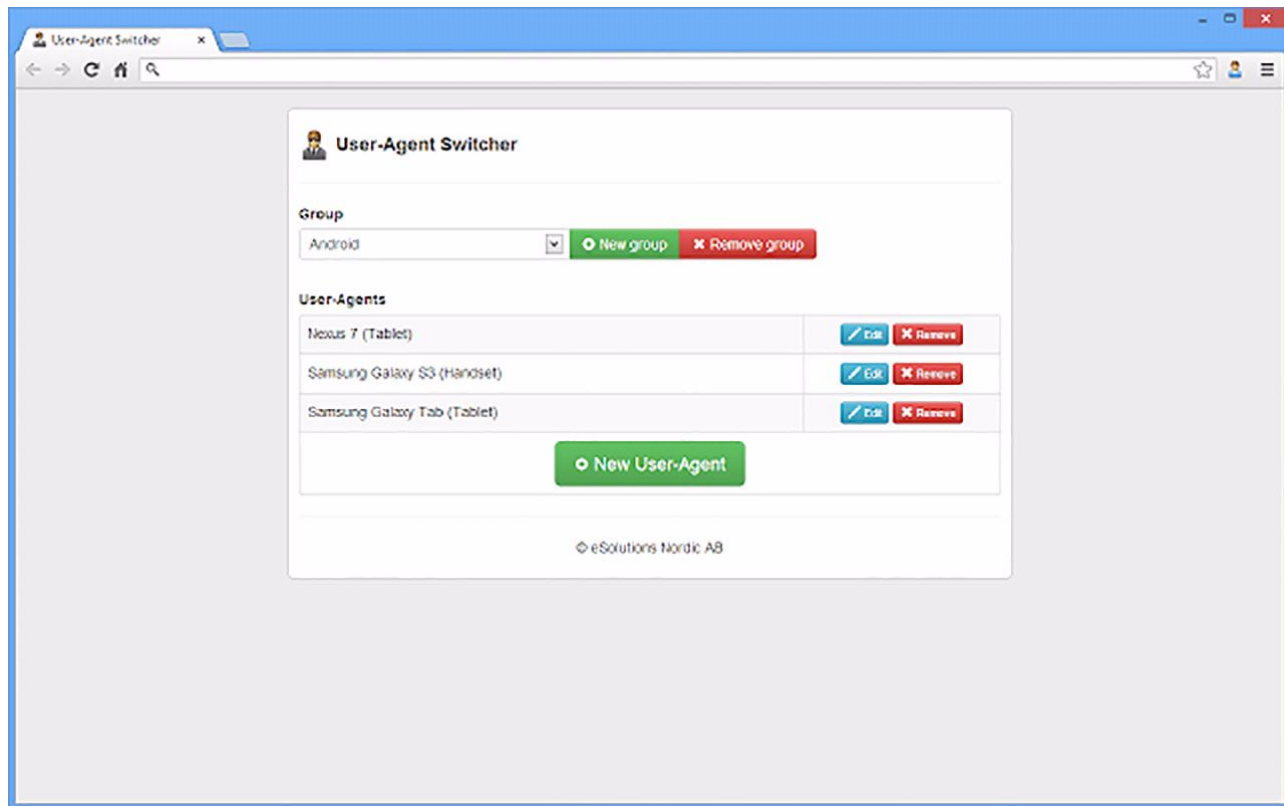 User-Agent Switcher
User-Agent Switcher
Group
Android
New group
Remove group
User-Agents
Nexus 7 (Tablet)
Edit
Remove
Samsung Galaxy S3 (Handset)
Edit
Remove
Samsung Galaxy Tab (Tablet)
Edit
Remove
New User-Agent
© eSolutions Nordic AB